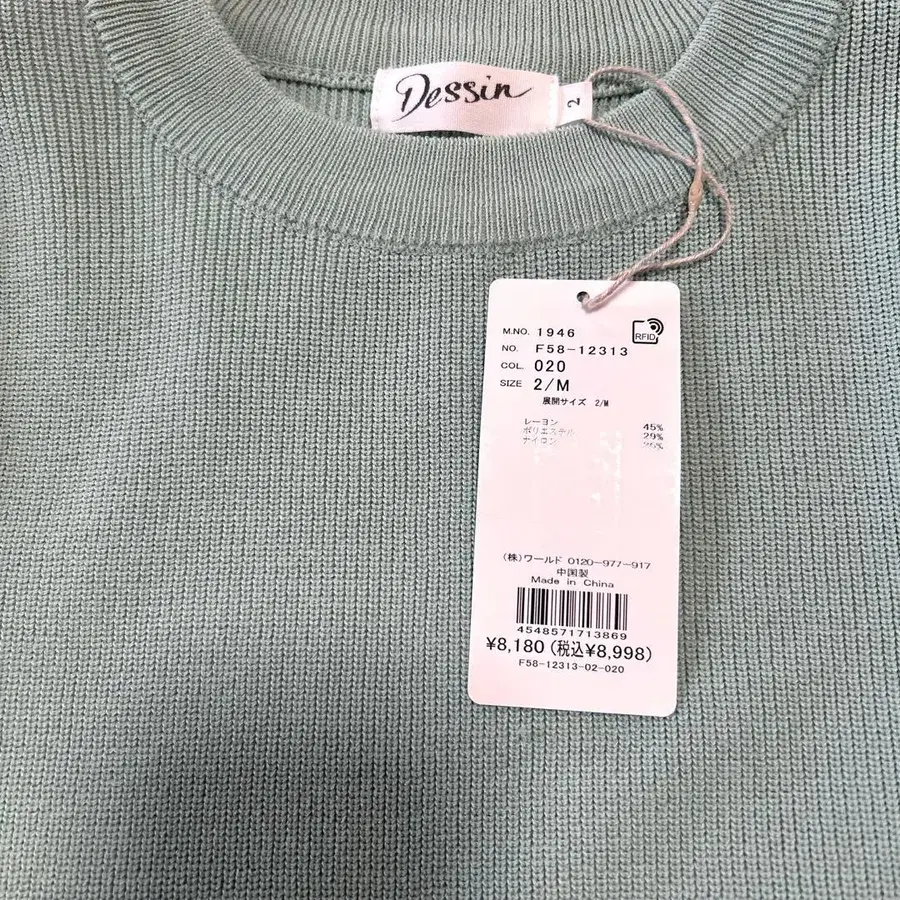 Dessin
2
M.NO. 1946
RFID
NO. F58-12313
COL. 020
SIZE 2/M
展開サイズ 2/M
レーヨン 45%
ポリエステル 29%
ナイロン 26%
(株)ワールド 0120-977-917
中国製
Made in China
4548571713869
¥8,180(税込¥8,998)
F58-12313-02-020